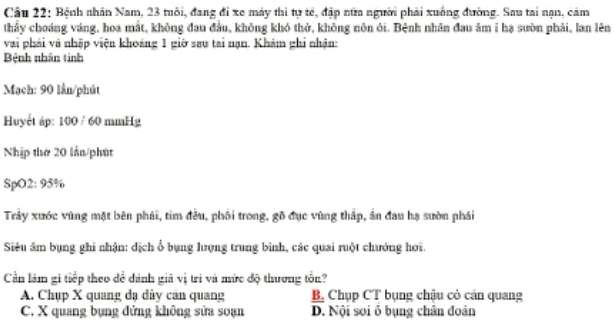 Câu 22: Bệnh nhân Nam, 23 tuổi, đang đi xe máy thì tự té, đập nửa người phải xuống đường. Sau tai nạn, cảm
thấy choáng váng, hoa mắt, không đau đầu, không khó thở, không nôn ói. Bệnh nhân đau âm ỉ hạ sườn phải, lan lên
vai phải và nhập viện khoảng 1 giờ sau tai nạn. Khám ghi nhận:
Bệnh nhân tỉnh
Mạch: 90 lần/phút
Huyết áp: 100 / 60 mmHg
Nhịp thở 20 lần/phút
SpO2: 95%
Trầy xước vùng mặt bên phải, tim đều, phổi trong, gõ đục vùng thấp, ấn đau hạ sườn phải
Siêu âm bụng ghi nhận: dịch ổ bụng lượng trung bình, các quai ruột chướng hơi.
Cần làm gì tiếp theo để đánh giá vị trí và mức độ thương tổn?
A. Chụp X quang dạ dày cản quang B. Chụp CT bụng chậu có cản quang
C. X quang bụng đứng không sửa soạn D. Nội soi ổ bụng chẩn đoán